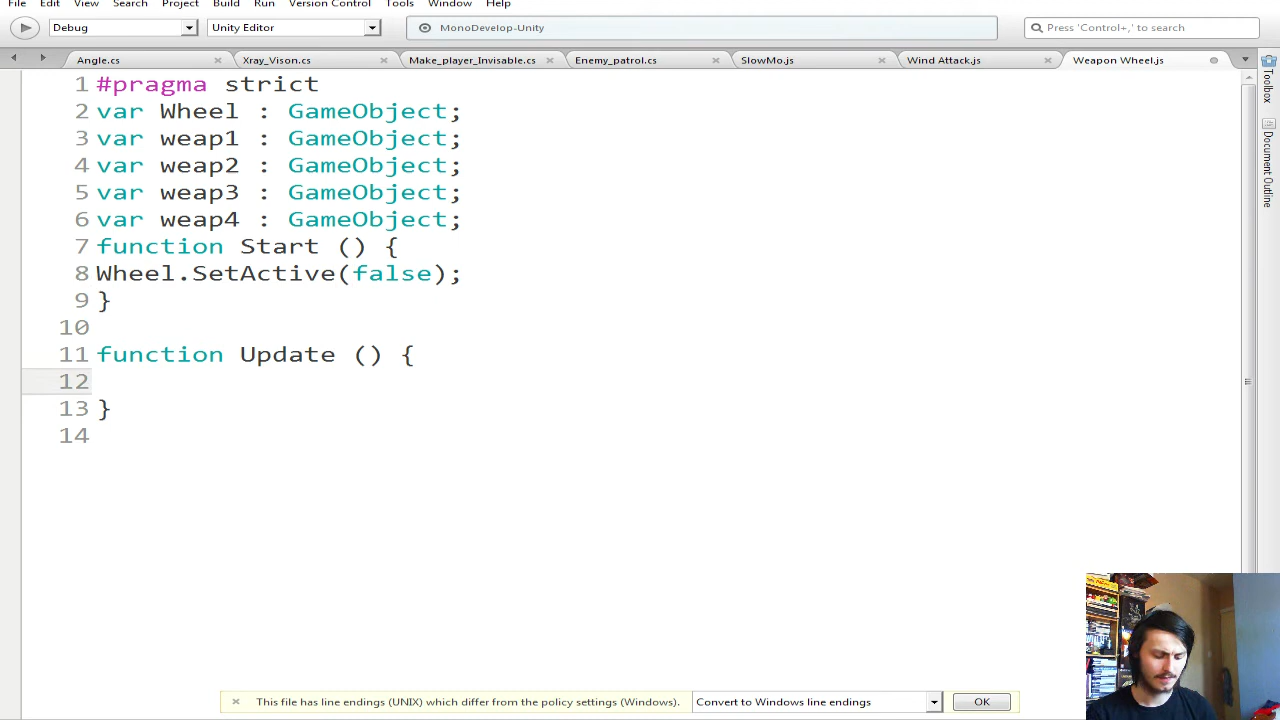 File Edit View Search Project Build Run Version Control Tools Window Help
Debug Unity Editor MonoDevelop-Unity Press 'Control+,' to search
Angle.cs Xray_Vison.cs Make_player_Invisable.cs Enemy_patrol.cs SlowMo.js Wind Attack.js Weapon Wheel.js
Toolbox
Document Outline
1 #pragma strict
2 var Wheel : GameObject;
3 var weap1 : GameObject;
4 var weap2 : GameObject;
5 var weap3 : GameObject;
6 var weap4 : GameObject;
7 function Start () {
8 Wheel.SetActive(false);
9 }
10
11 function Update () {
12
13 }
14
This file has line endings (UNIX) which differ from the policy settings (Windows). Convert to Windows line endings OK